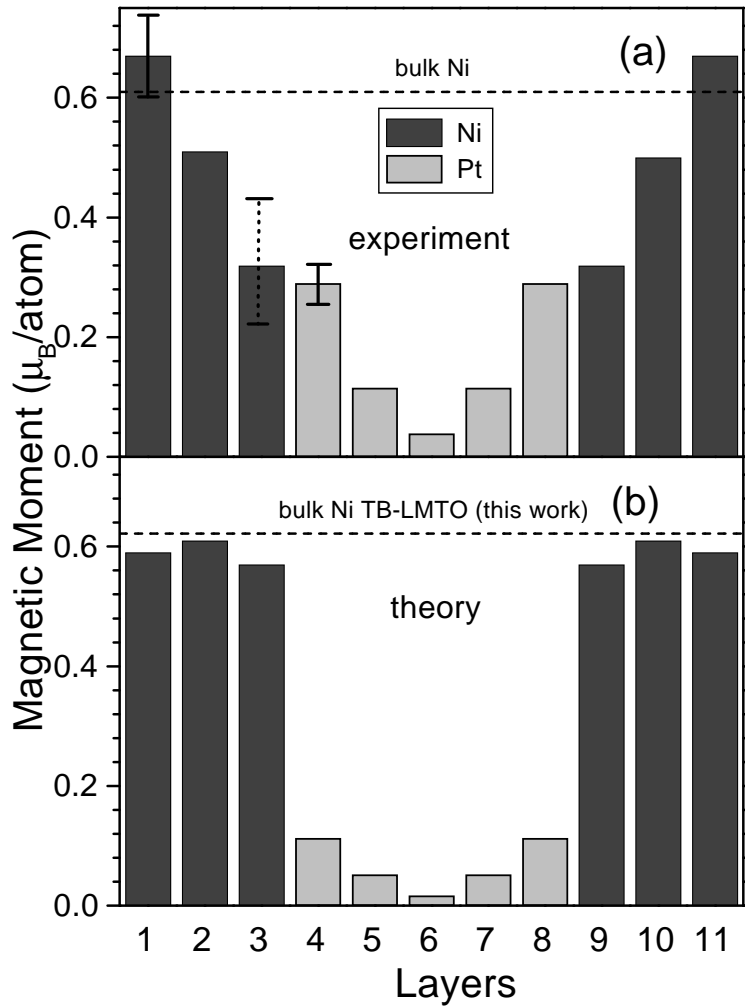 (a)
bulk Ni
0.6
Ni
Pt
0.4
experiment
0.2
0.0
Magnetic Moment (μB/atom)
bulk Ni TB-LMTO (this work)
(b)
0.6
theory
0.4
0.2
0.0
1 2 3 4 5 6 7 8 9 10 11
Layers